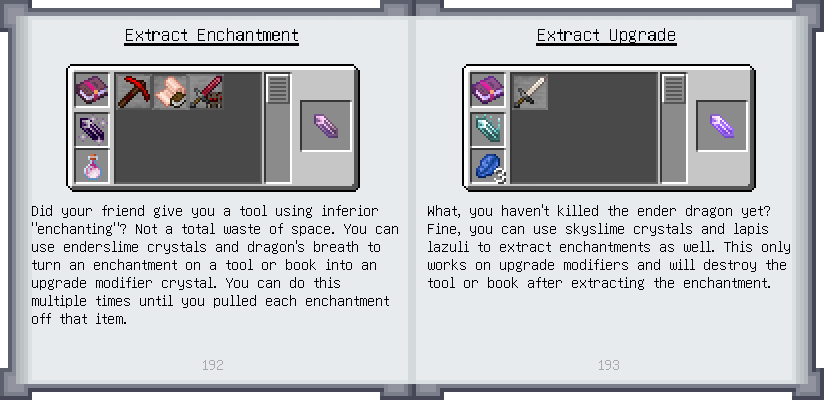 Extract Enchantment
Did your friend give you a tool using inferior
"enchanting"? Not a total waste of space. You can
use enderslime crystals and dragon's breath to
turn an enchantment on a tool or book into an
upgrade modifier crystal. You can do this
multiple times until you pulled each enchantment
off that item.
192
Extract Upgrade
3
What, you haven't killed the ender dragon yet?
Fine, you can use skyslime crystals and lapis
lazuli to extract enchantments as well. This only
works on upgrade modifiers and will destroy the
tool or book after extracting the enchantment.
193